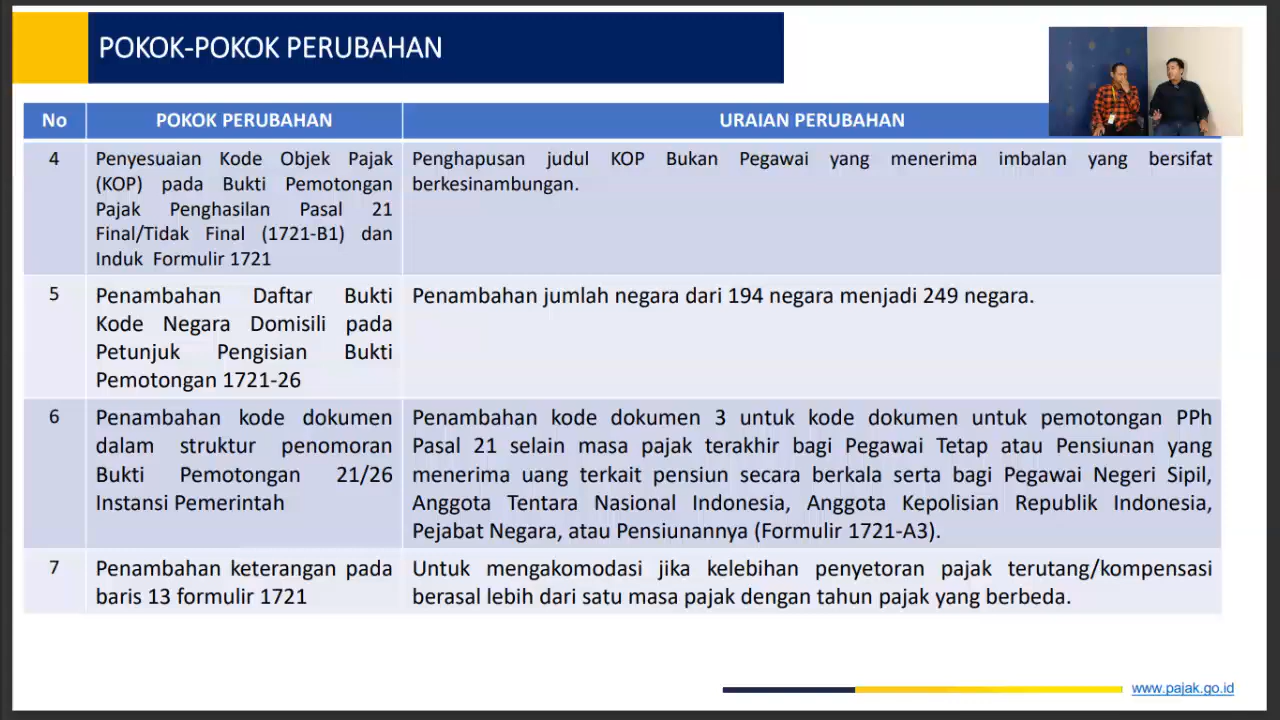 POKOK-POKOK PERUBAHAN
No POKOK PERUBAHAN URAIAN PERUBAHAN
4
Penyesuaian Kode Objek Pajak
(KOP) pada Bukti Pemotongan
Pajak Penghasilan Pasal 21
Final/Tidak Final (1721-B1) dan
Induk Formulir 1721
Penghapusan judul KOP Bukan Pegawai yang menerima imbalan yang bersifat
berkesinambungan.
5
Penambahan Daftar Bukti
Kode Negara Domisili pada
Petunjuk Pengisian Bukti
Pemotongan 1721-26
Penambahan jumlah negara dari 194 negara menjadi 249 negara.
6
Penambahan kode dokumen
dalam struktur penomoran
Bukti Pemotongan 21/26
Instansi Pemerintah
Penambahan kode dokumen 3 untuk kode dokumen untuk pemotongan PPh
Pasal 21 selain masa pajak terakhir bagi Pegawai Tetap atau Pensiunan yang
menerima uang terkait pensiun secara berkala serta bagi Pegawai Negeri Sipil,
Anggota Tentara Nasional Indonesia, Anggota Kepolisian Republik Indonesia,
Pejabat Negara, atau Pensiunannya (Formulir 1721-A3).
7
Penambahan keterangan pada
baris 13 formulir 1721
Untuk mengakomodasi jika kelebihan penyetoran pajak terutang/kompensasi
berasal lebih dari satu masa pajak dengan tahun pajak yang berbeda.
www.pajak.go.id